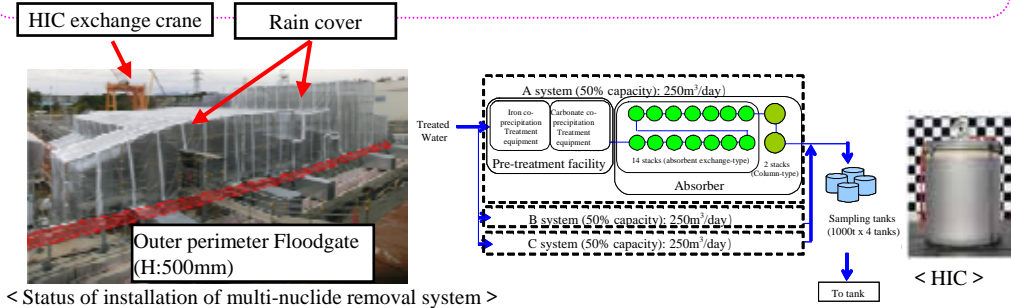 HIC exchange crane
Rain cover
Outer perimeter Floodgate
(H:500mm)
< Status of installation of multi-nuclide removal system >
Treated
Water
A system (50% capacity): 250m³/day)
Iron co-
precipitation
Treatment
equipment
Carbonate co-
precipitation
Treatment
equipment
Pre-treatment facility
14 stacks (absorbent exchange-type)
2 stacks
(Column-type)
Absorber
B system (50% capacity): 250m³/day)
C system (50% capacity): 250m³/day)
Sampling tanks
(1000t x 4 tanks)
To tank
< HIC >